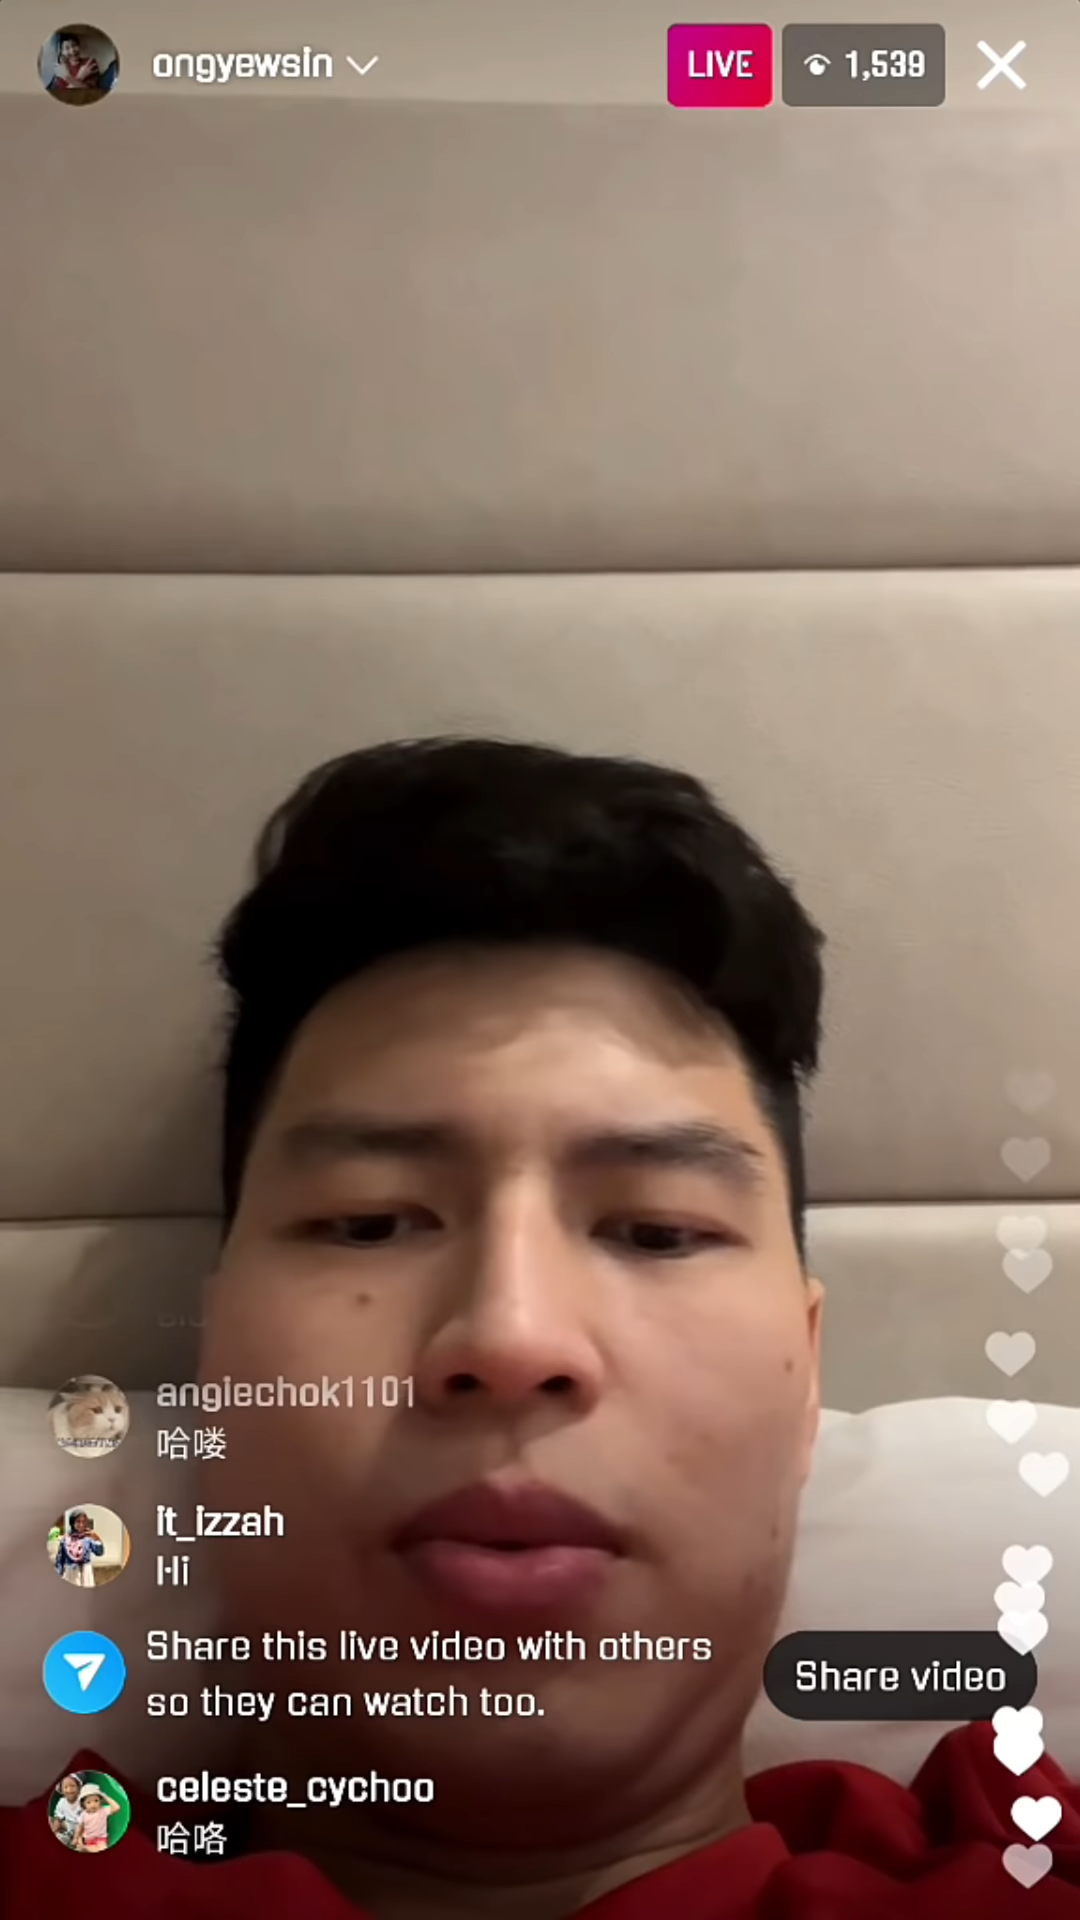 ongyewsin
LIVE
1,539
angiechok1101
哈喽
it_izzah
Hi
Share this live video with others
so they can watch too.
Share video
celeste_cychoo
哈咯